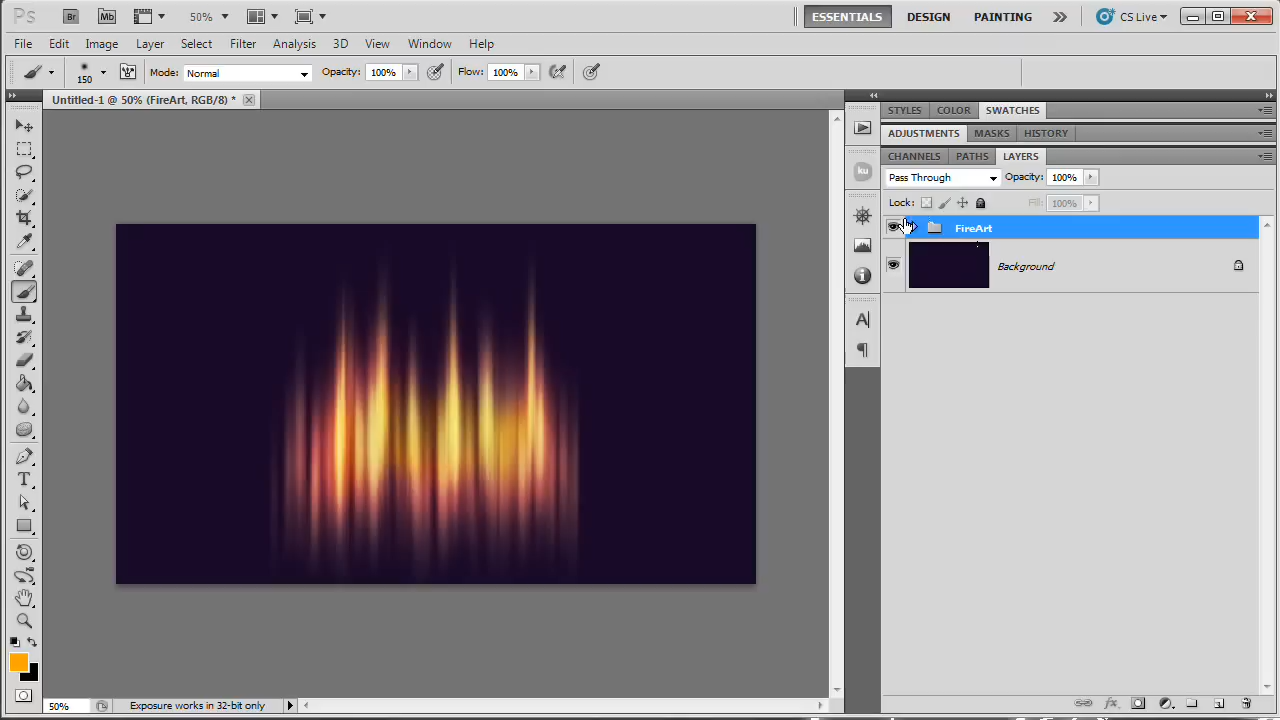 Ps Br Mb 50% ESSENTIALS DESIGN PAINTING CS Live
File Edit Image Layer Select Filter Analysis 3D View Window Help
150 Mode: Normal Opacity: 100% Flow: 100%
Untitled-1 @ 50% (FireArt, RGB/8) *
STYLES COLOR SWATCHES
ADJUSTMENTS MASKS HISTORY
CHANNELS PATHS LAYERS
Pass Through Opacity: 100%
Lock: Fill: 100%
ku
FireArt
Background
A
T
50% Exposure works in 32-bit only
fx